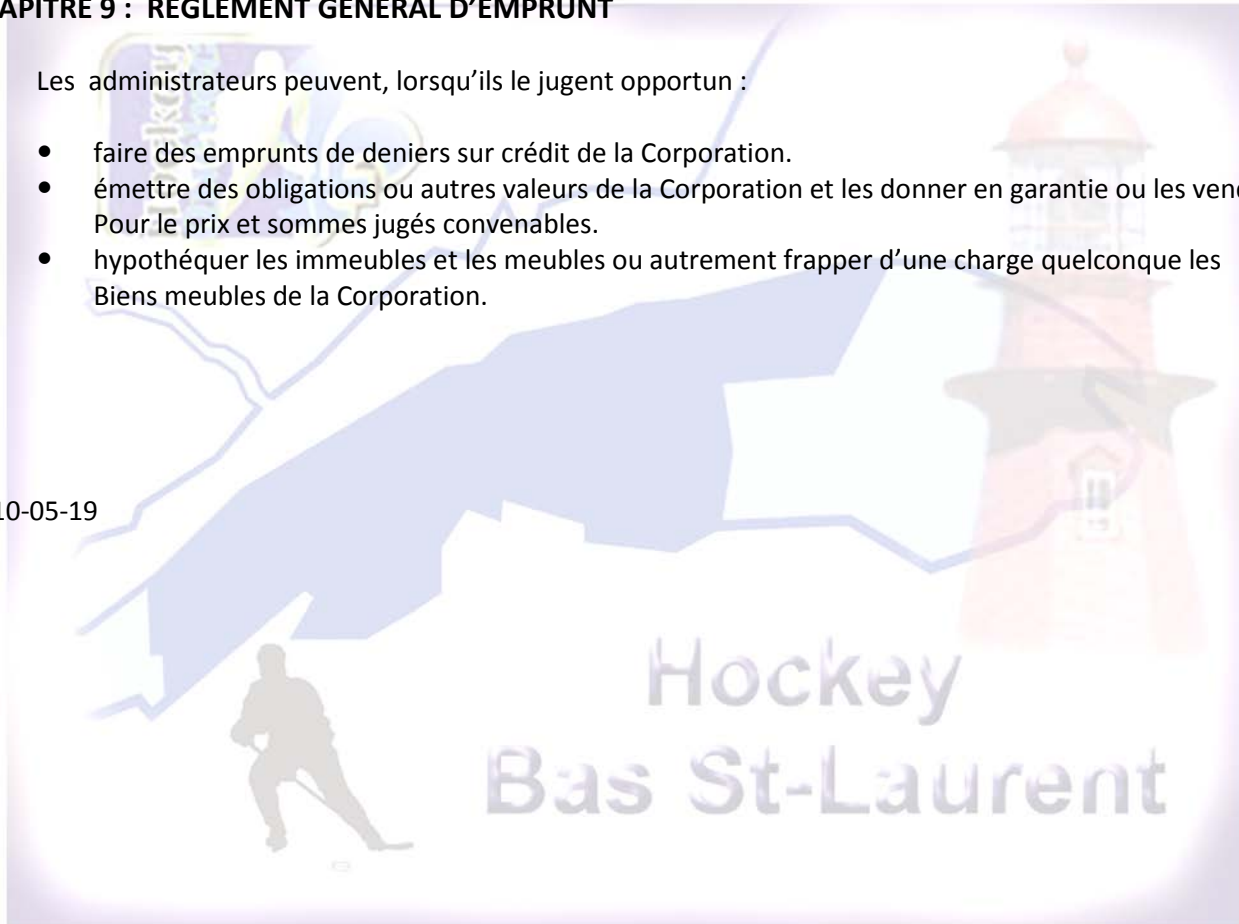 APITRE 9 : REGLEMENT GENERAL D’EMPRUNT
Les administrateurs peuvent, lorsqu’ils le jugent opportun :
• faire des emprunts de deniers sur crédit de la Corporation.
• émettre des obligations ou autres valeurs de la Corporation et les donner en garantie ou les
Pour le prix et sommes jugés convenables.
• hypothéquer les immeubles et les meubles ou autrement frapper d’une charge quelconque les
Biens meubles de la Corporation.
10-05-19
hockey
Hockey
Bas St-Laurent